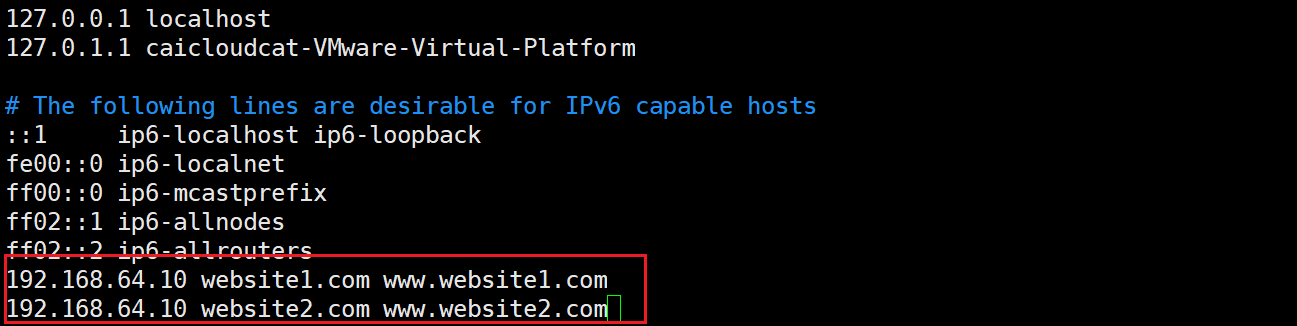 127.0.0.1 localhost
127.0.1.1 caicloudcat-VMware-Virtual-Platform
# The following lines are desirable for IPv6 capable hosts
::1     ip6-localhost ip6-loopback
fe00::0 ip6-localnet
ff00::0 ip6-mcastprefix
ff02::1 ip6-allnodes
ff02::2 ip6-allrouters
192.168.64.10 website1.com www.website1.com
192.168.64.10 website2.com www.website2.com